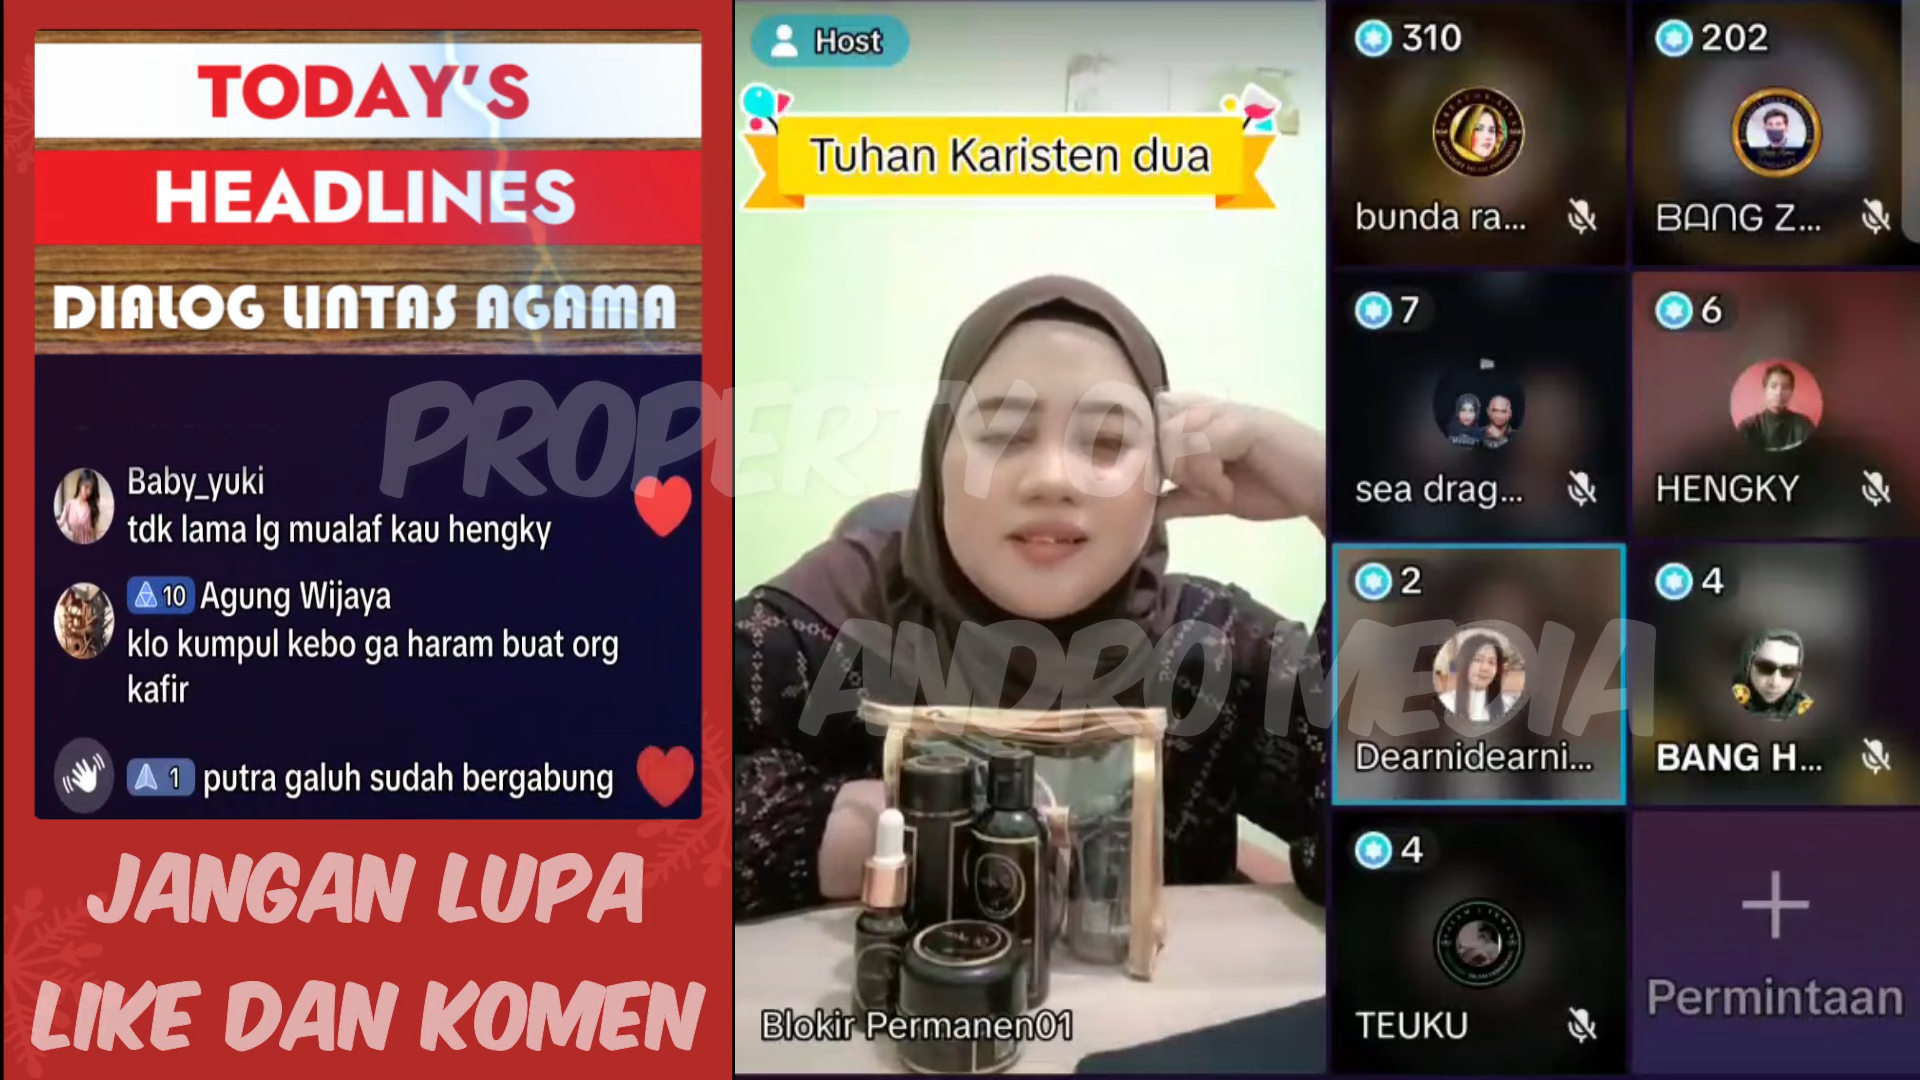 TODAY'S
HEADLINES
DIALOG LINTAS AGAMA
Baby_yuki
tdk lama lg mualaf kau hengky
10 Agung Wijaya
klo kumpul kebo ga haram buat org
kafir
1 putra galuh sudah bergabung
JANGAN LUPA
LIKE DAN KOMEN
PROPERTY OF
ANDRO MEDIA
Host
Tuhan Karisten dua
Blokir Permanen01
310
bunda ra...
202
BANG Z...
7
sea drag...
6
HENGKY
2
Dearnidearni...
4
BANG H...
4
TEUKU
Permintaan